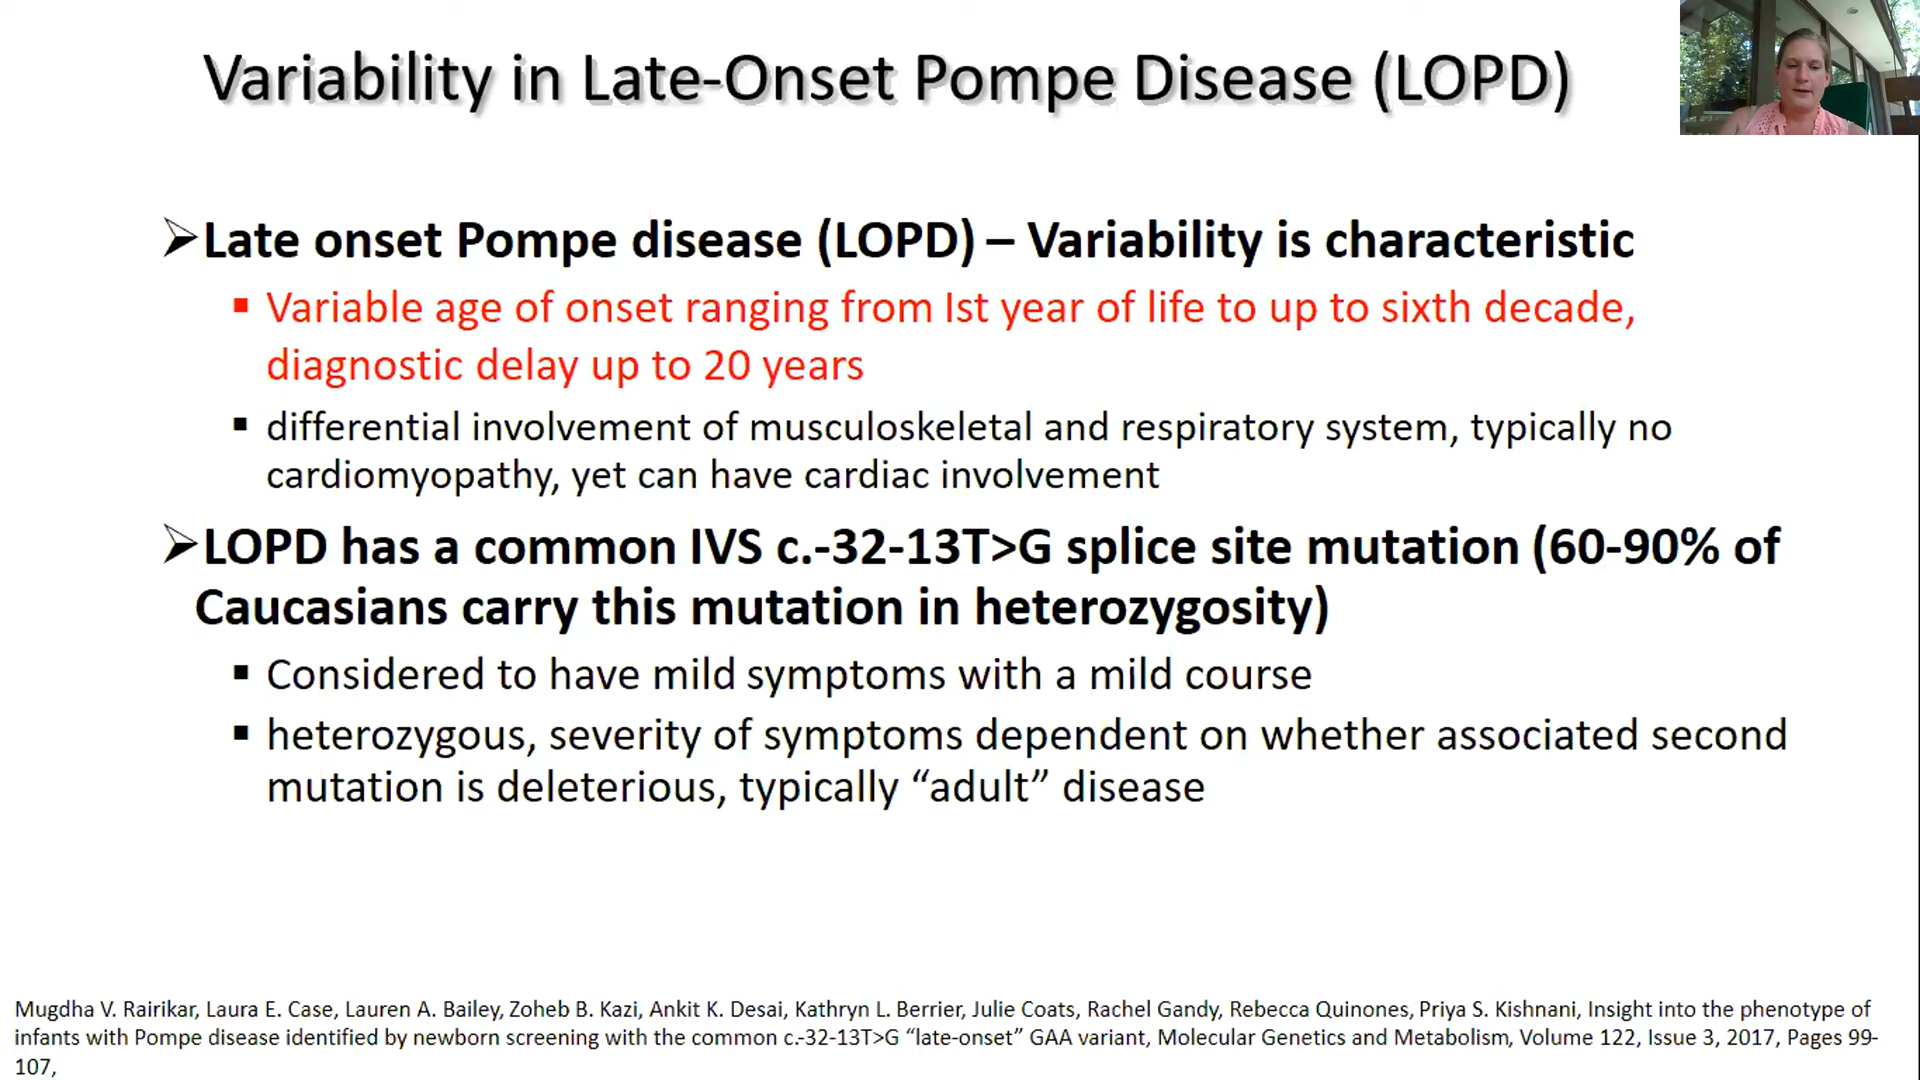 Variability in Late-Onset Pompe Disease (LOPD)
➢Late onset Pompe disease (LOPD) – Variability is characteristic
▪ Variable age of onset ranging from Ist year of life to up to sixth decade,
diagnostic delay up to 20 years
▪ differential involvement of musculoskeletal and respiratory system, typically no
cardiomyopathy, yet can have cardiac involvement
➢LOPD has a common IVS c.-32-13T>G splice site mutation (60-90% of
Caucasians carry this mutation in heterozygosity)
▪ Considered to have mild symptoms with a mild course
▪ heterozygous, severity of symptoms dependent on whether associated second
mutation is deleterious, typically “adult” disease
Mugdha V. Rairikar, Laura E. Case, Lauren A. Bailey, Zoheb B. Kazi, Ankit K. Desai, Kathryn L. Berrier, Julie Coats, Rachel Gandy, Rebecca Quinones, Priya S. Kishnani, Insight into the phenotype of
infants with Pompe disease identified by newborn screening with the common c.-32-13T>G “late-onset” GAA variant, Molecular Genetics and Metabolism, Volume 122, Issue 3, 2017, Pages 99-
107,